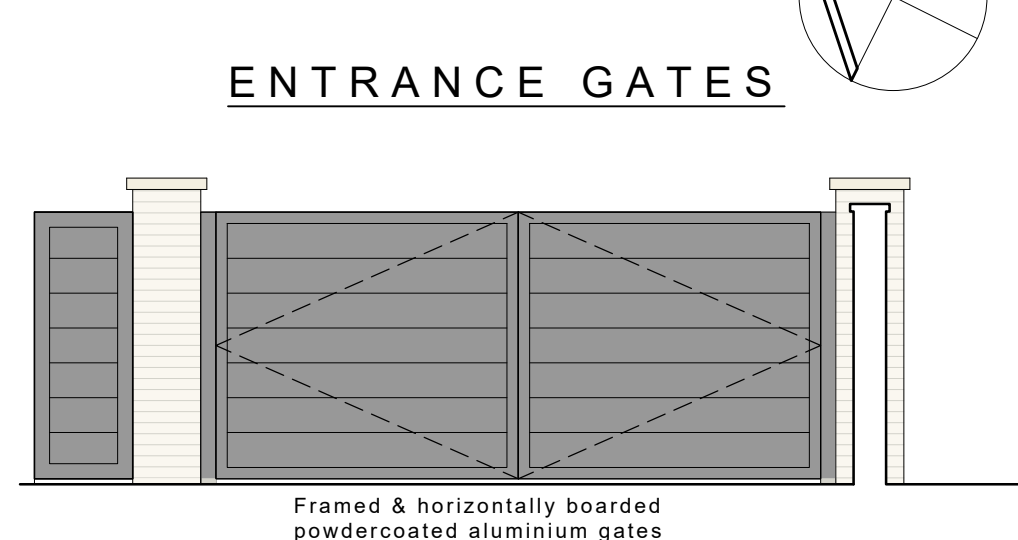 ENTRANCE GATES
Framed & horizontally boarded
powdercoated aluminium gates